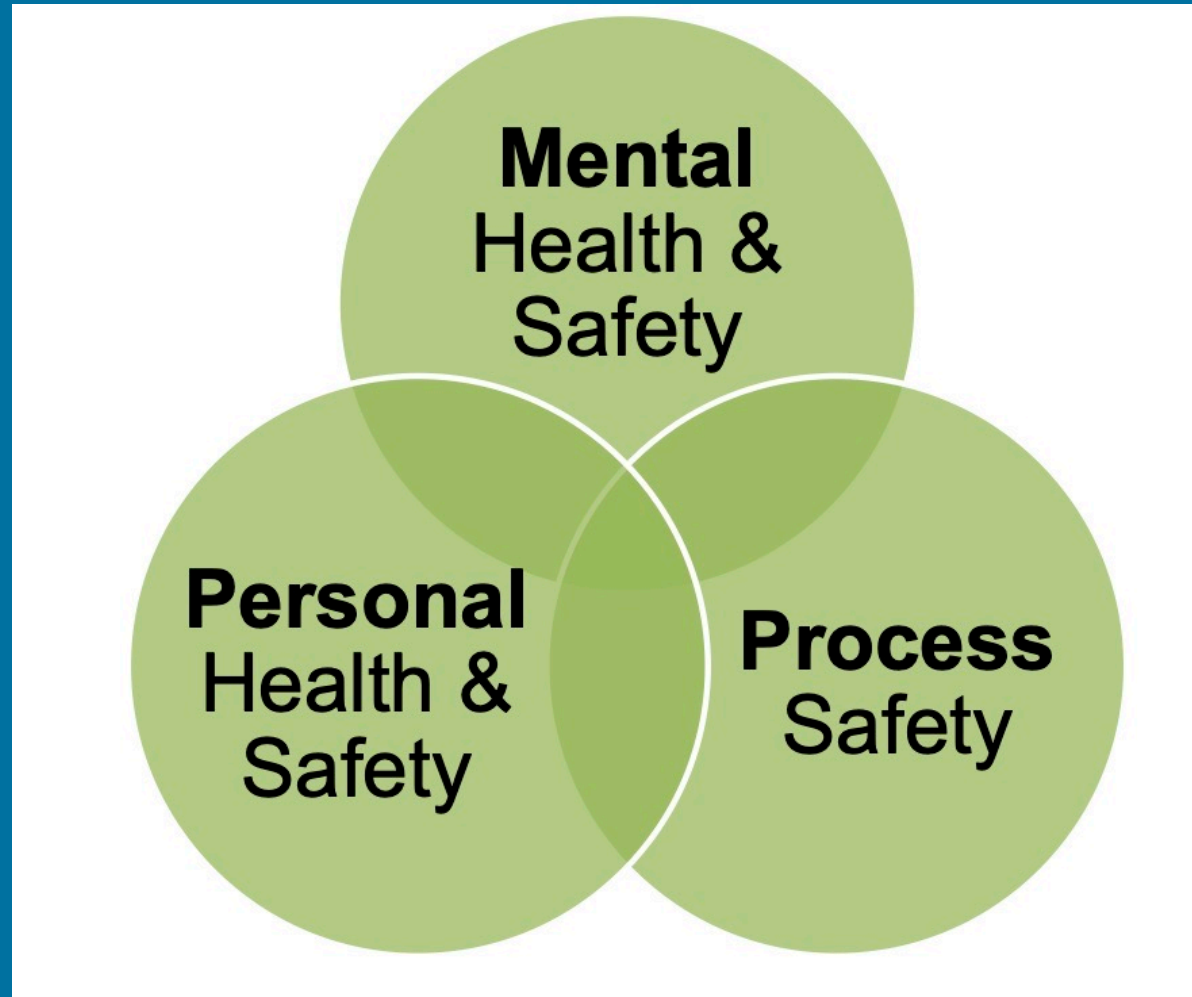 Mental
Health &
Safety
Personal
Health &
Safety
Process
Safety